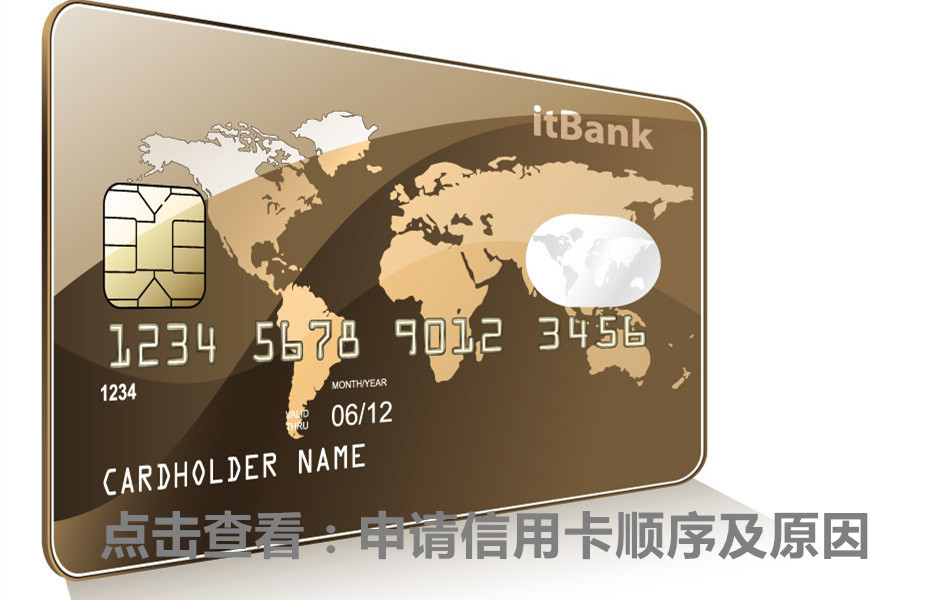 itBank
1234 5678 9012 3456
1234
MONTH/YEAR
VALID
THRU
06/12
CARDHOLDER NAME
点击查看：申请信用卡顺序及原因